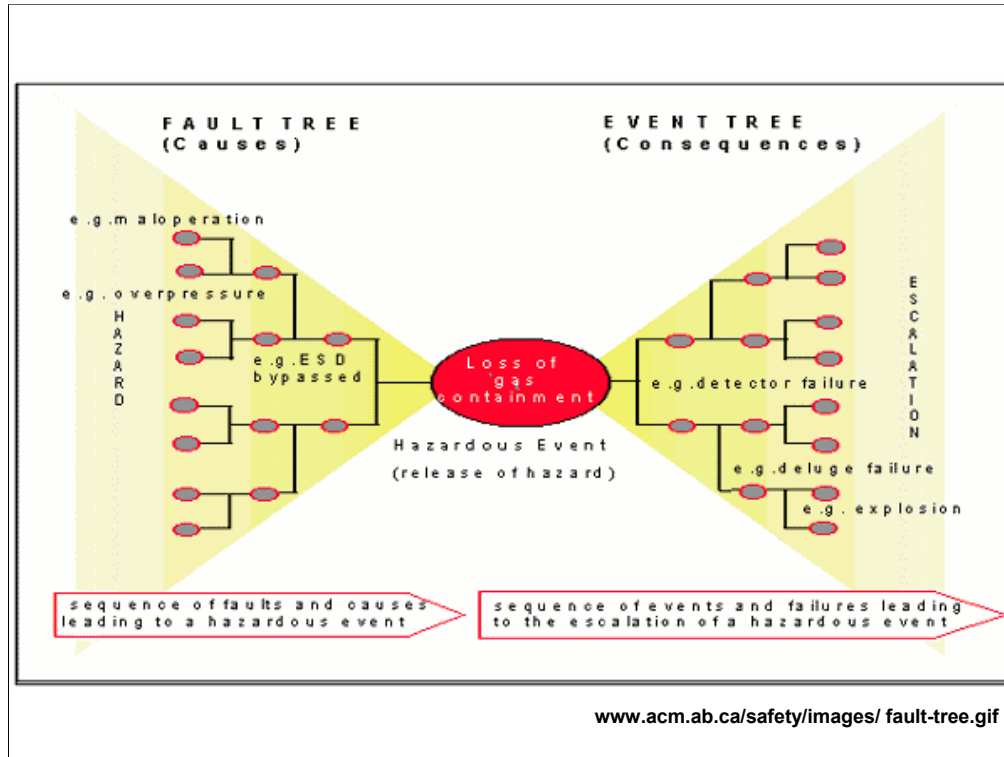 FAULT TREE
(Causes)
EVENT TREE
(Consequences)
e.g.maloperation
e.g.overpressure
HAZARD
e.g.ESD
bypassed
Loss of
gas
containment
Hazardous Event
(release of hazard)
e.g.detector failure
e.g.deluge failure
e.g. explosion
ESCALATION
sequence of faults and causes
leading to a hazardous event
sequence of events and failures leading
to the escalation of a hazardous event
www.acm.ab.ca/safety/images/ fault-tree.gif